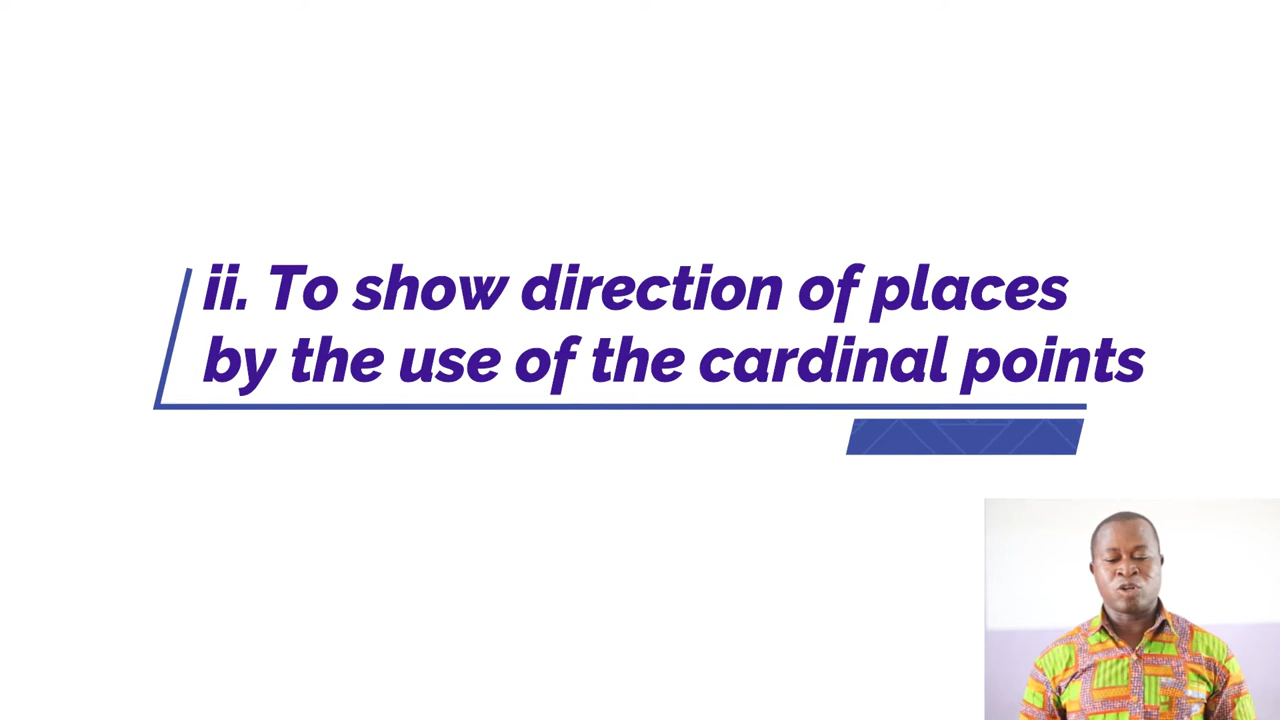 ii. To show direction of places
by the use of the cardinal points